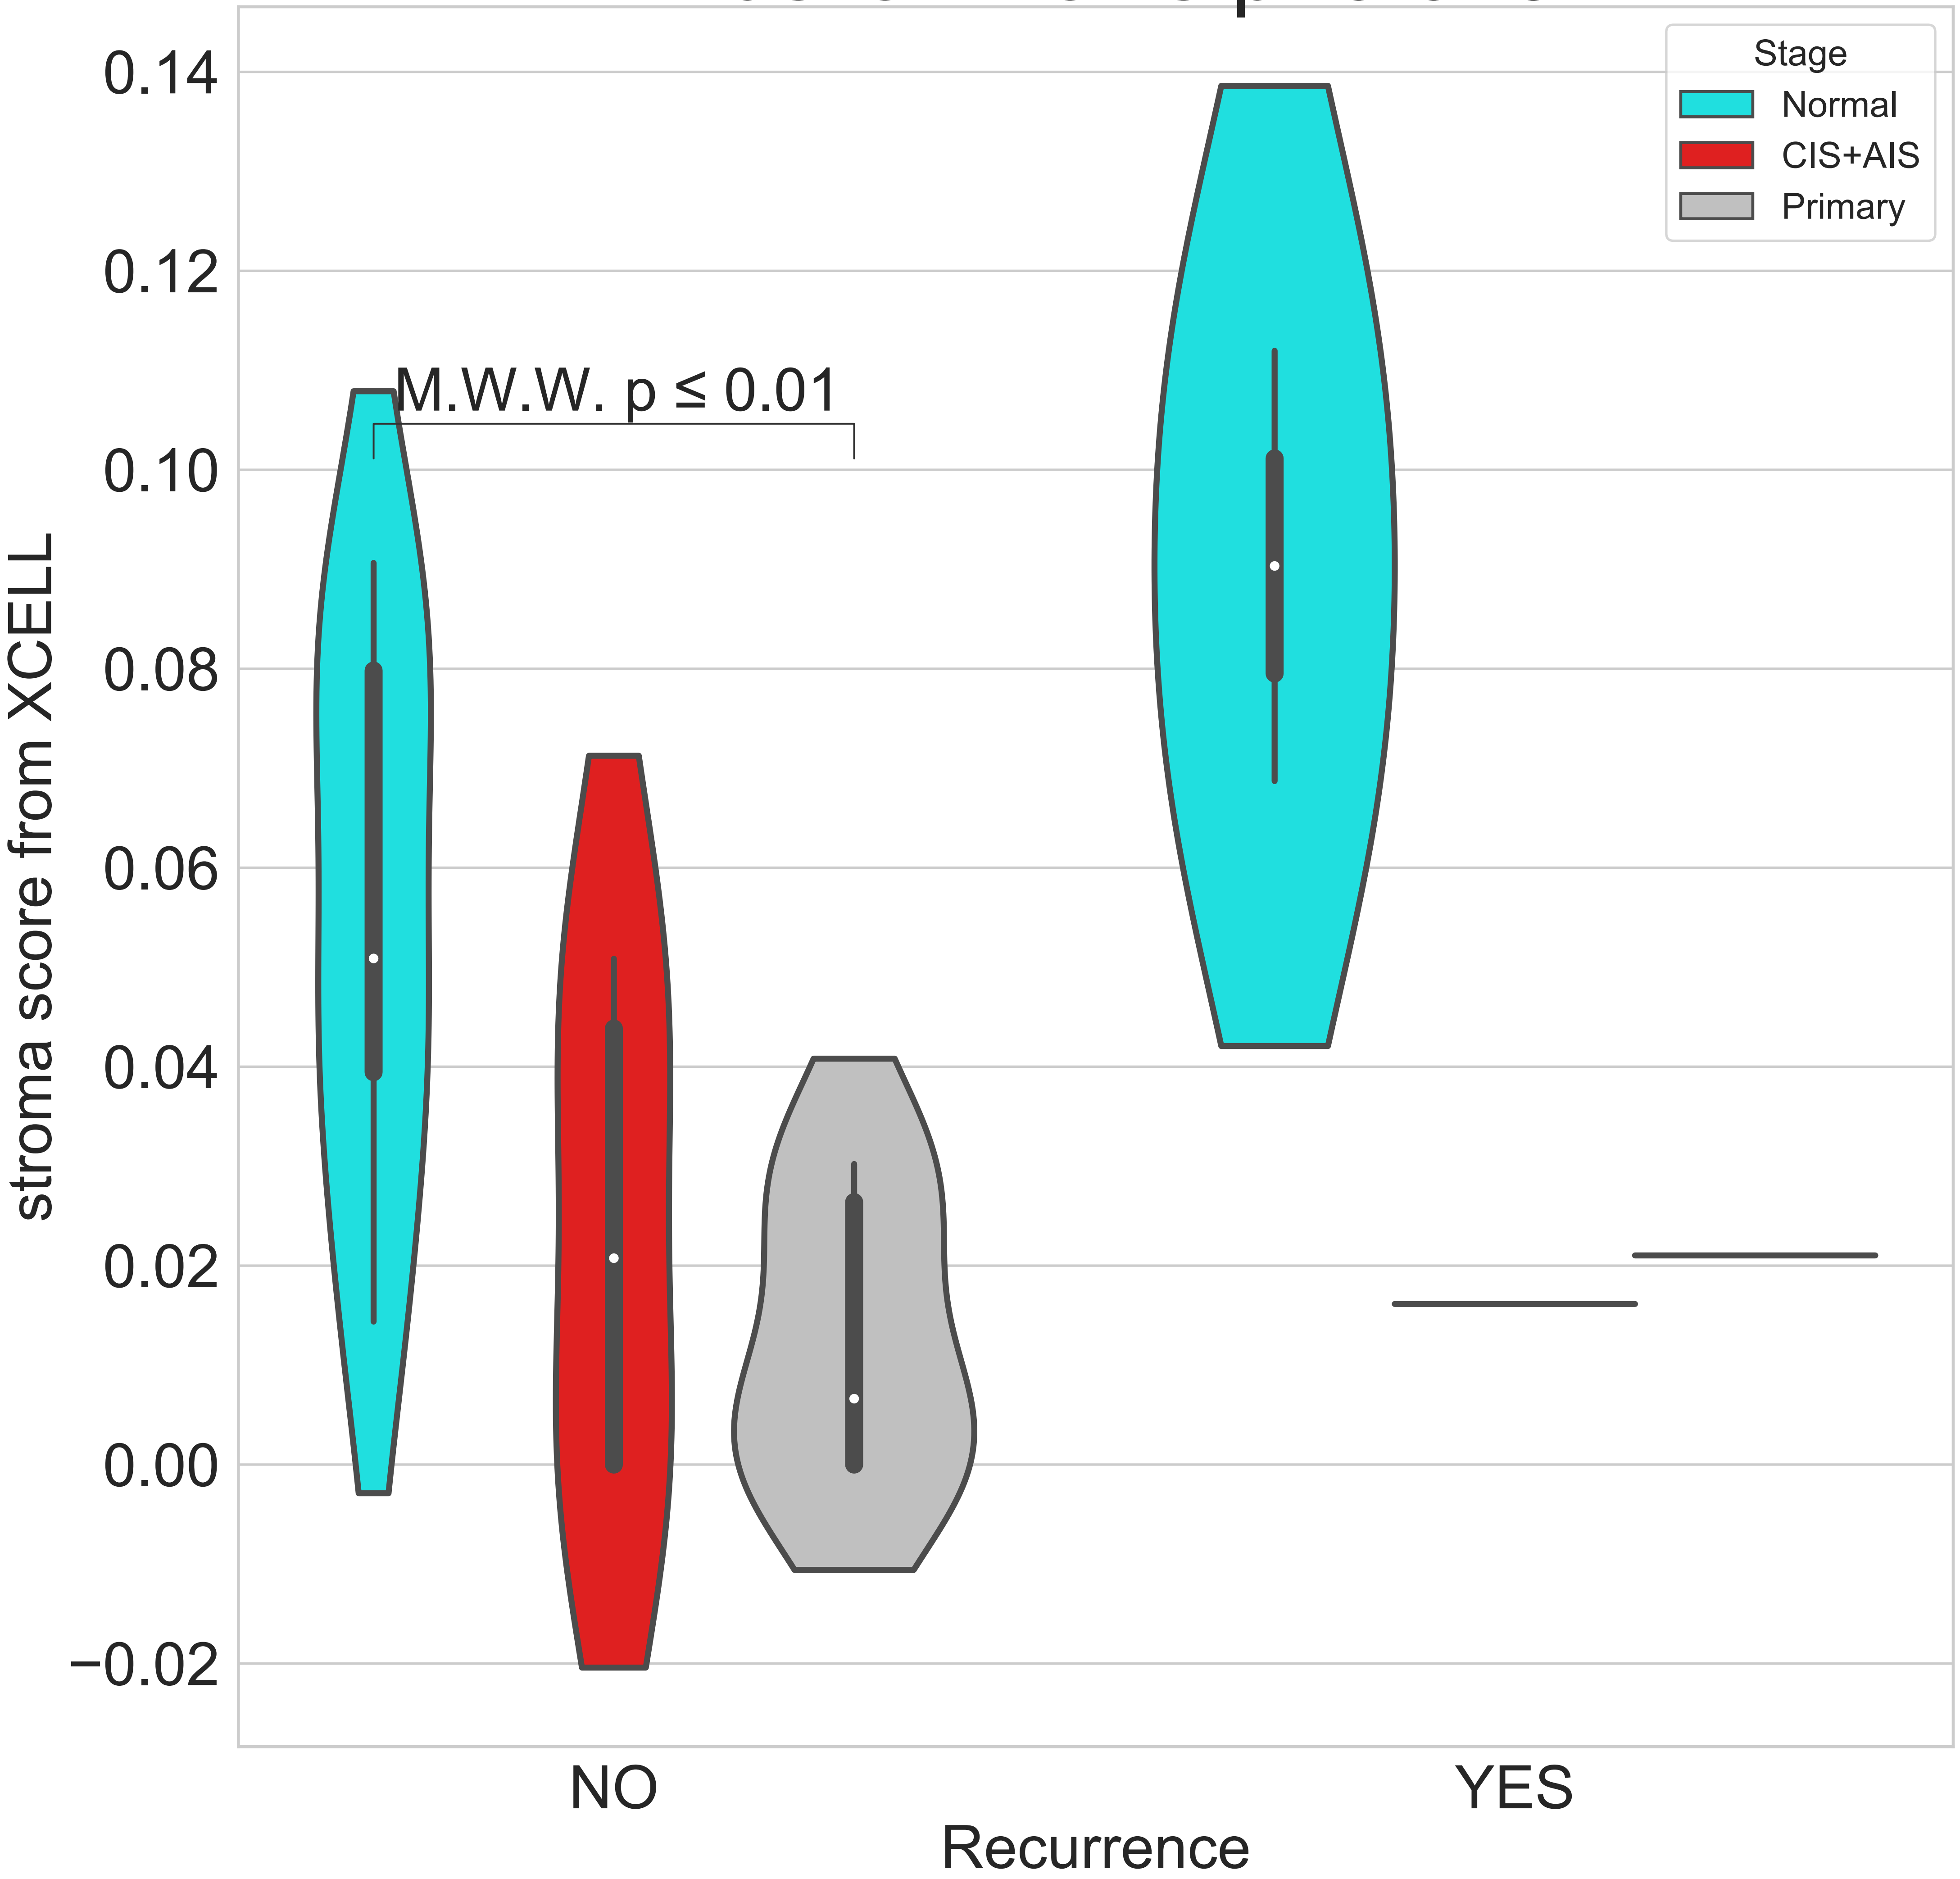 Stage
Normal
CIS+AIS
Primary
0.14
0.12
0.10
0.08
0.06
0.04
0.02
0.00
−0.02
M.W.W. p ≤ 0.01
stroma score from XCELL
NO
YES
Recurrence